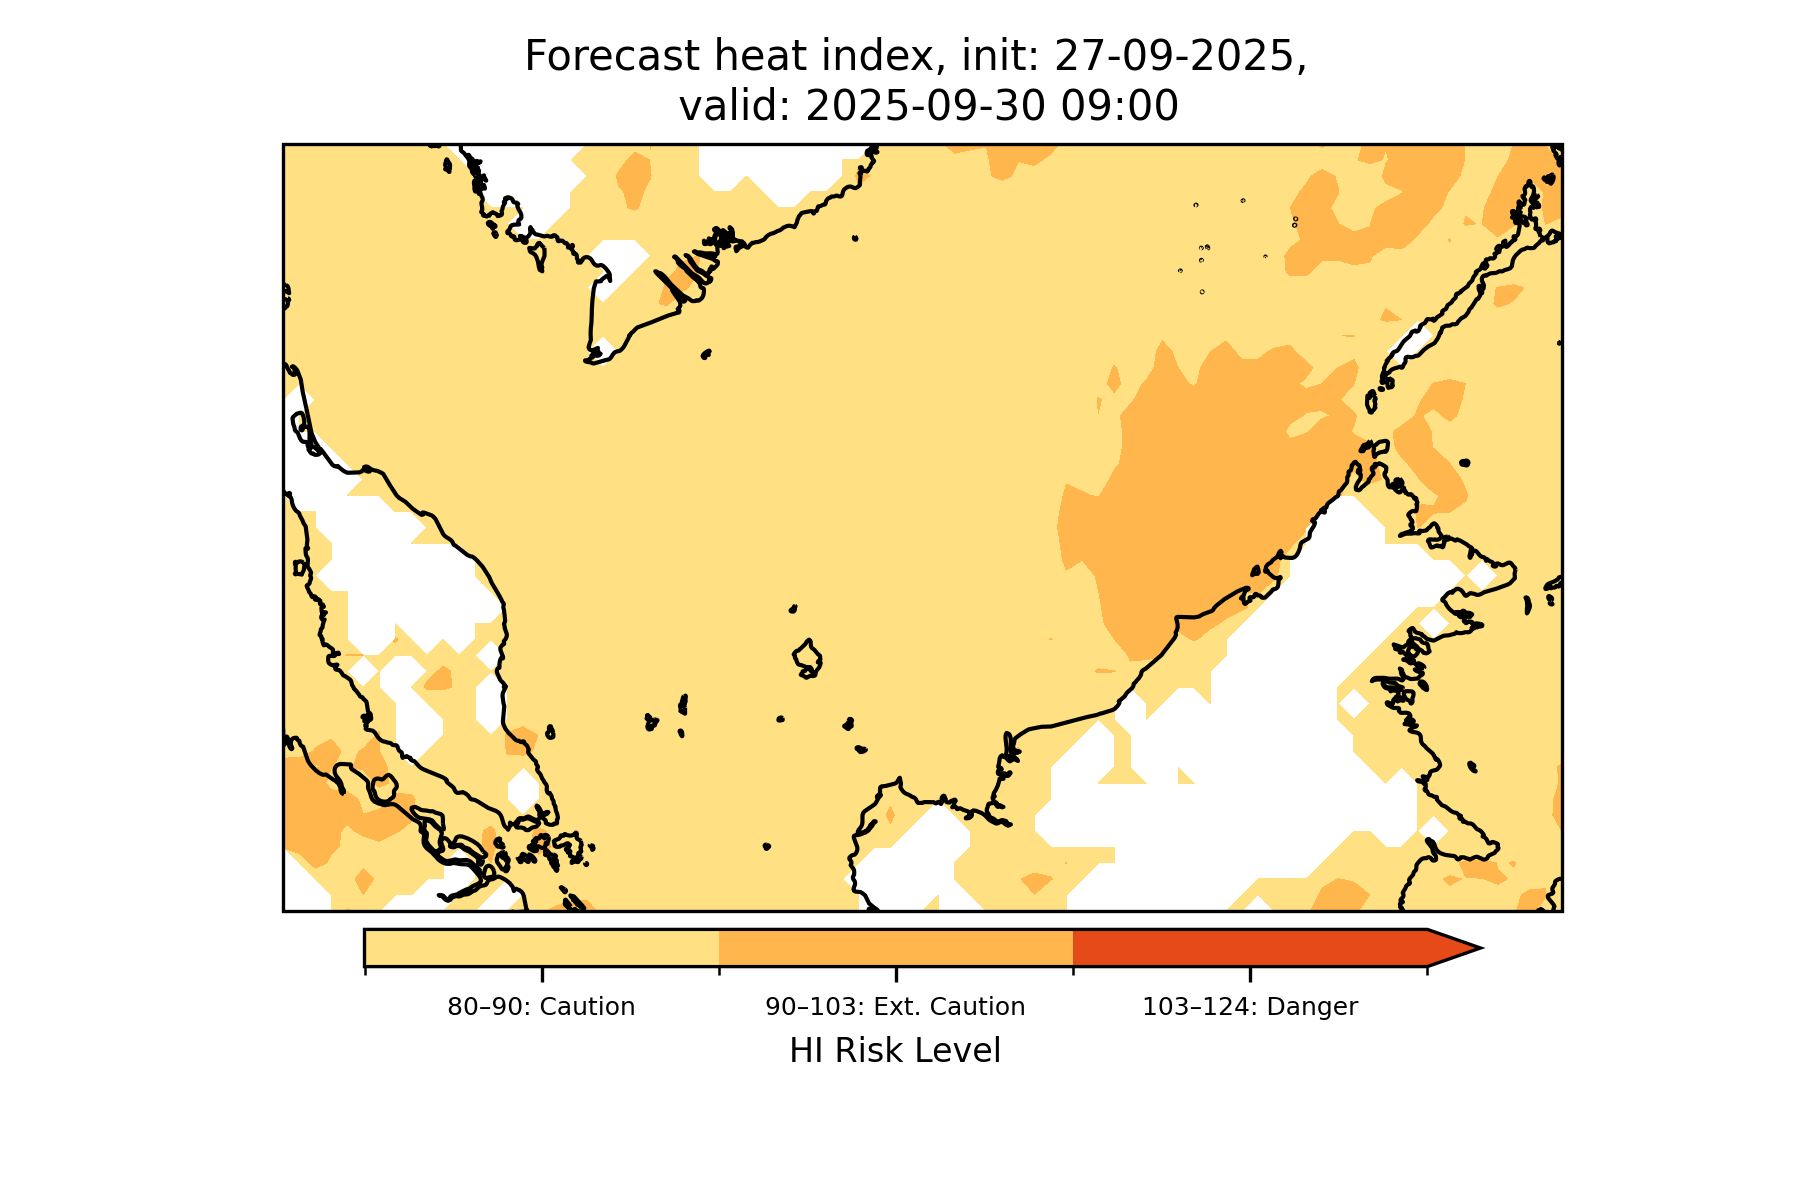 Forecast heat index, init: 27-09-2025,
valid: 2025-09-30 09:00
80–90: Caution
90–103: Ext. Caution
103–124: Danger
HI Risk Level